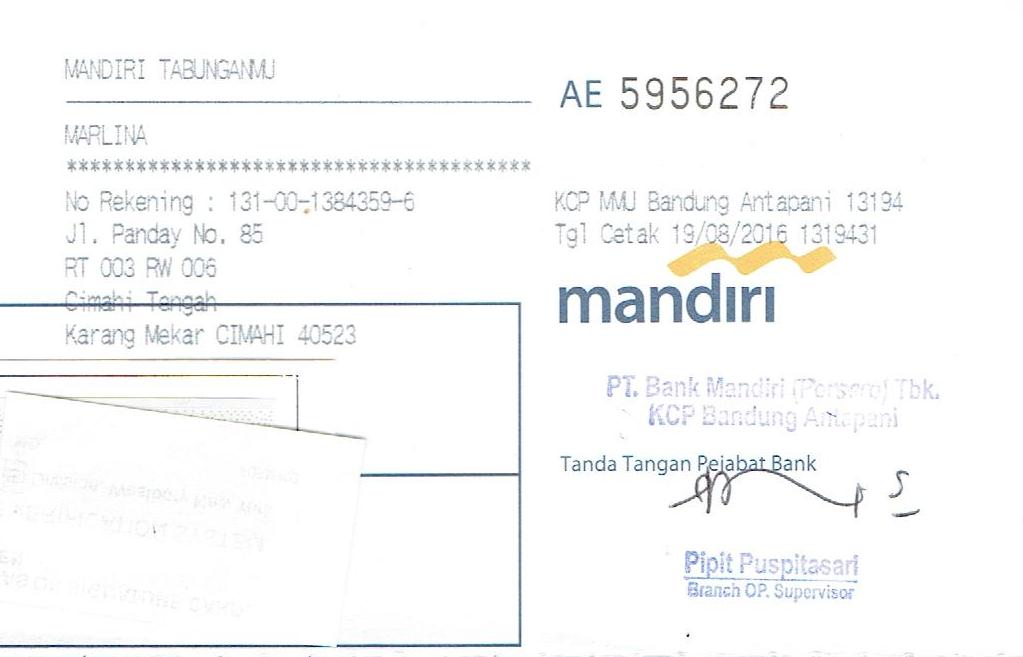 MANDIRI TABUNGANMU
AE 5956272
MARLINA
****************************************
No Rekening : 131-00-1384359-6
Jl. Panday No. 85
RT 003 RW 006
Cimahi Tengah
Karang Mekar CIMAHI 40523
KCP MMU Bandung Antapani 13194
Tgl Cetak 19/08/2016 1319431
mandiri
PT. Bank Mandiri (Persero) Tbk.
KCP Bandung Antapani
Tanda Tangan Pejabat Bank
Pipit Puspitasari
Branch OP. Supervisor